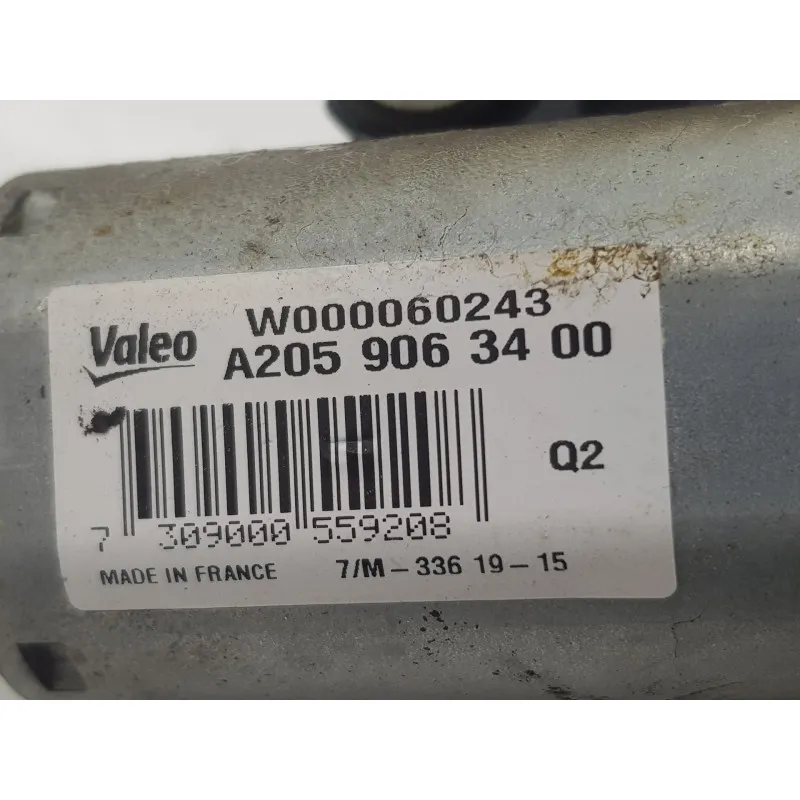 Valeo
W000060243
A205 906 34 00
Q2
7 309000 559208
MADE IN FRANCE 7/M-336 19-15